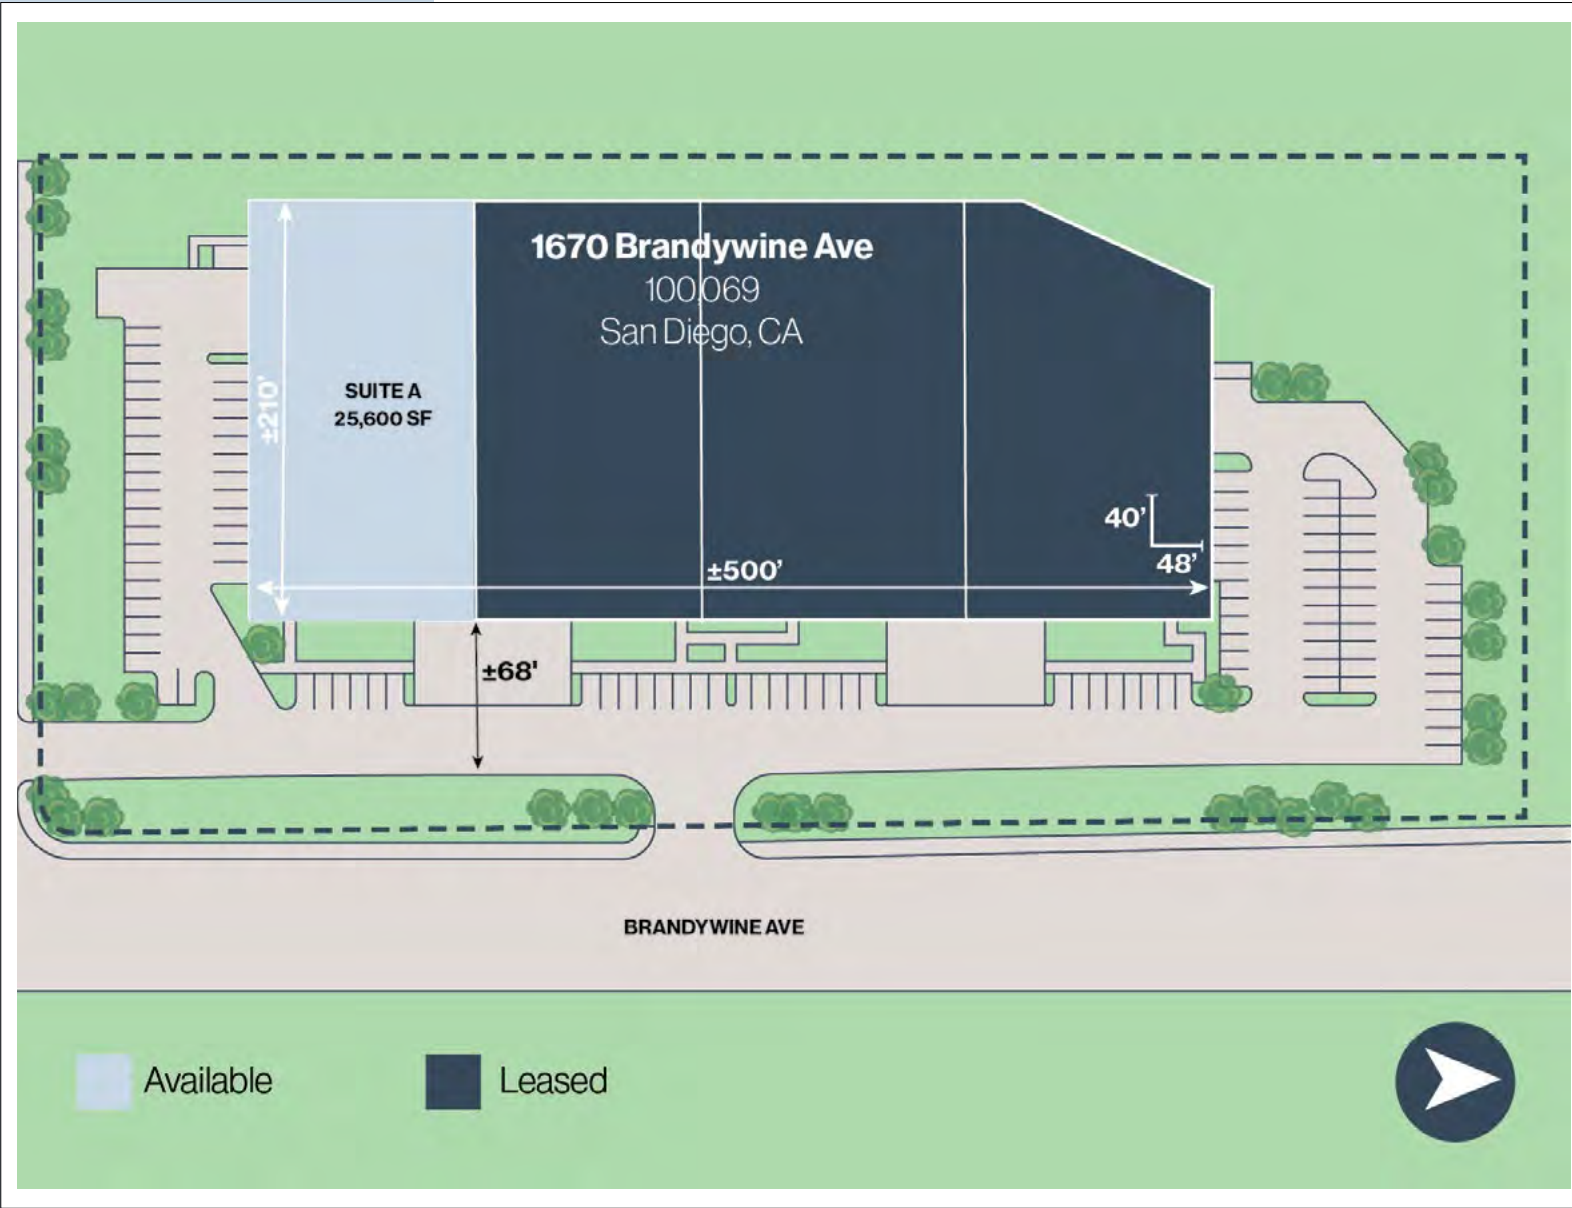 1670 Brandywine Ave
100,069
San Diego, CA
±210'
SUITE A
25,600 SF
40'
48'
±500'
±68'
BRANDYWINE AVE
Available
Leased